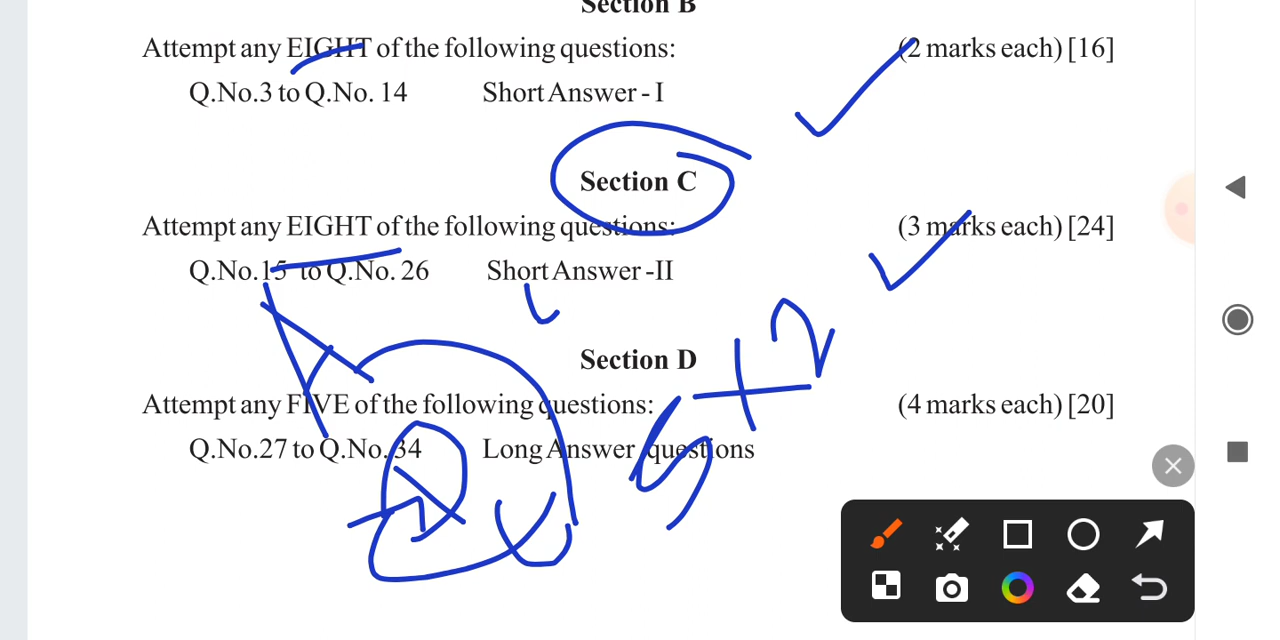 Section B
Attempt any EIGHT of the following questions: (2 marks each) [16]
Q.No.3 to Q.No. 14 Short Answer - I
Section C
Attempt any EIGHT of the following questions: (3 marks each) [24]
Q.No.15 to Q.No. 26 Short Answer -II
Section D
Attempt any FIVE of the following questions: (4 marks each) [20]
Q.No.27 to Q.No. 34 Long Answer questions